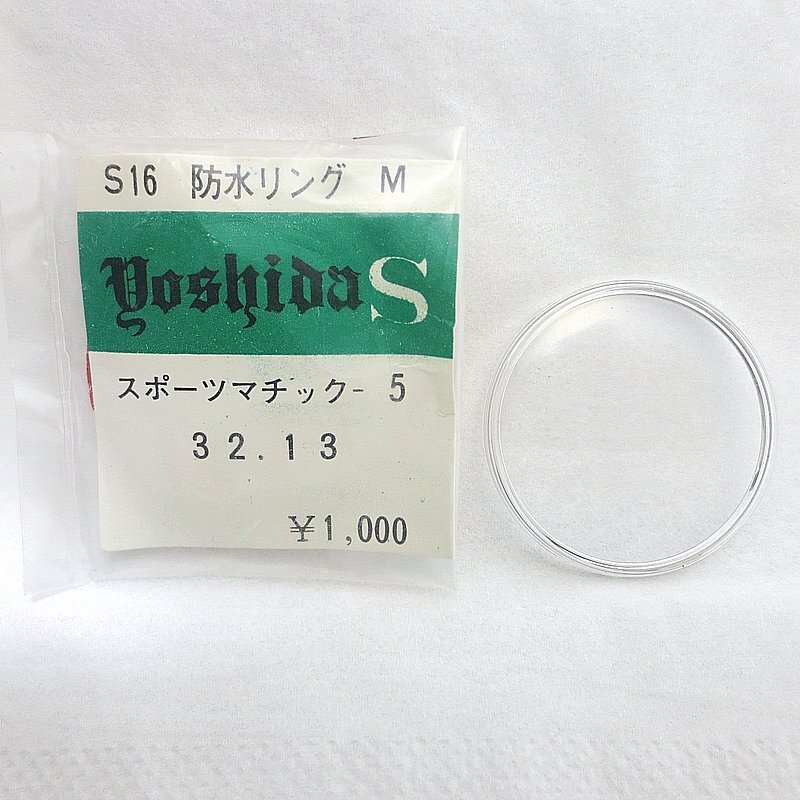 S16 防水リング M
Yoshida S
スポーツマチック- 5
32.13
¥1,000